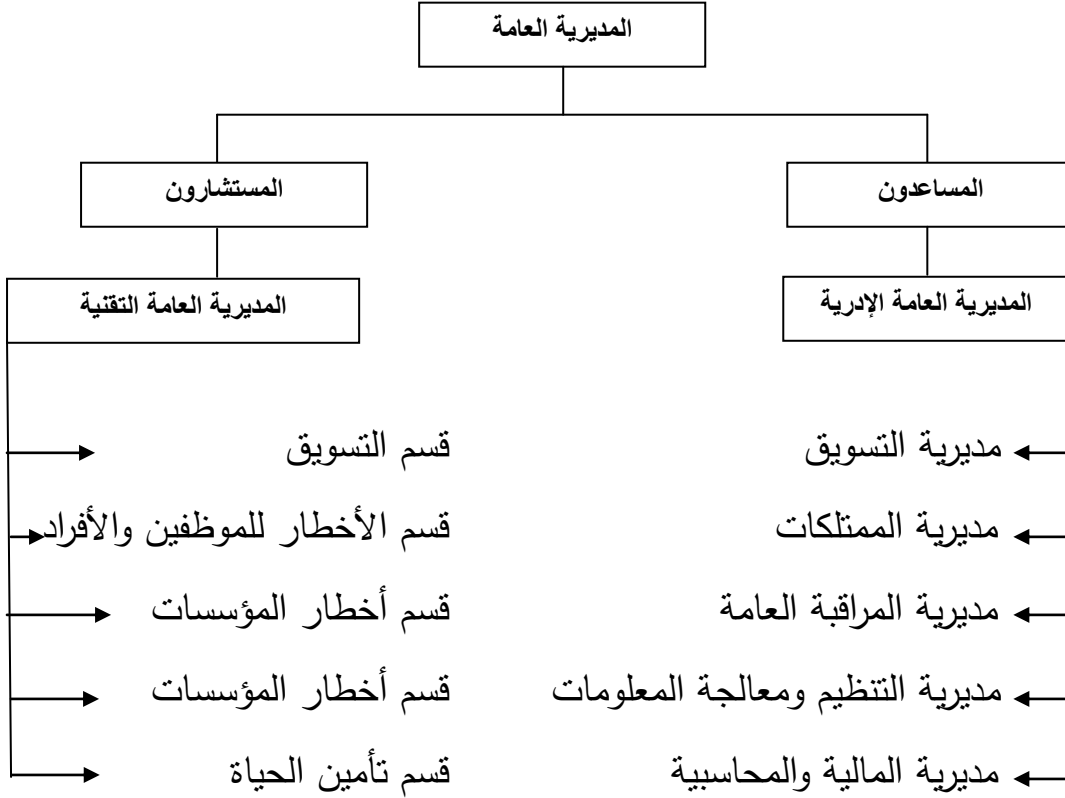 المديرية العامة
المساعدون
المستشارون
المديرية العامة الإدرية
المديرية العامة التقتية
مديرية التسويق
قسم التسويق
مديرية الممتلكات
قسم الأخطار للموظفين والأفراد
مديرية المراقبة العامة
قسم أخطار المؤسسات
مديرية التنظيم ومعالجة المعلومات
قسم أخطار المؤسسات
مديرية المالية والمحاسبية
قسم تأمين الحياة